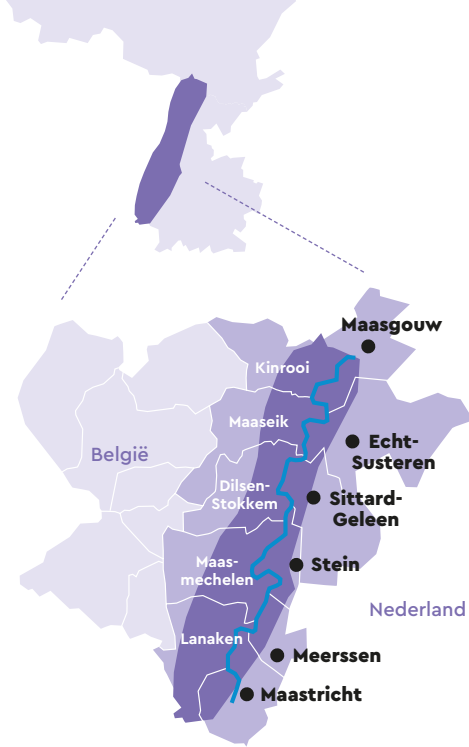 Maasgouw
Kinrooi
Maaseik
België
Echt-
Susteren
Dilsen-
Stokkem
Sittard-
Geleen
Maas-
mechelen
Stein
Nederland
Lanaken
Meerssen
Maastricht